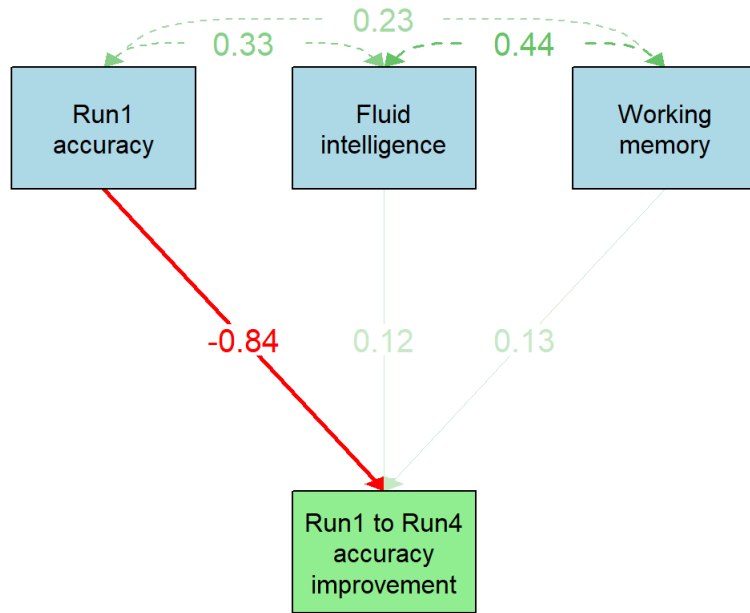 0.23
0.33
0.44
Run1
accuracy
Fluid
intelligence
Working
memory
-0.84
0.12
0.13
Run1 to Run4
accuracy
improvement